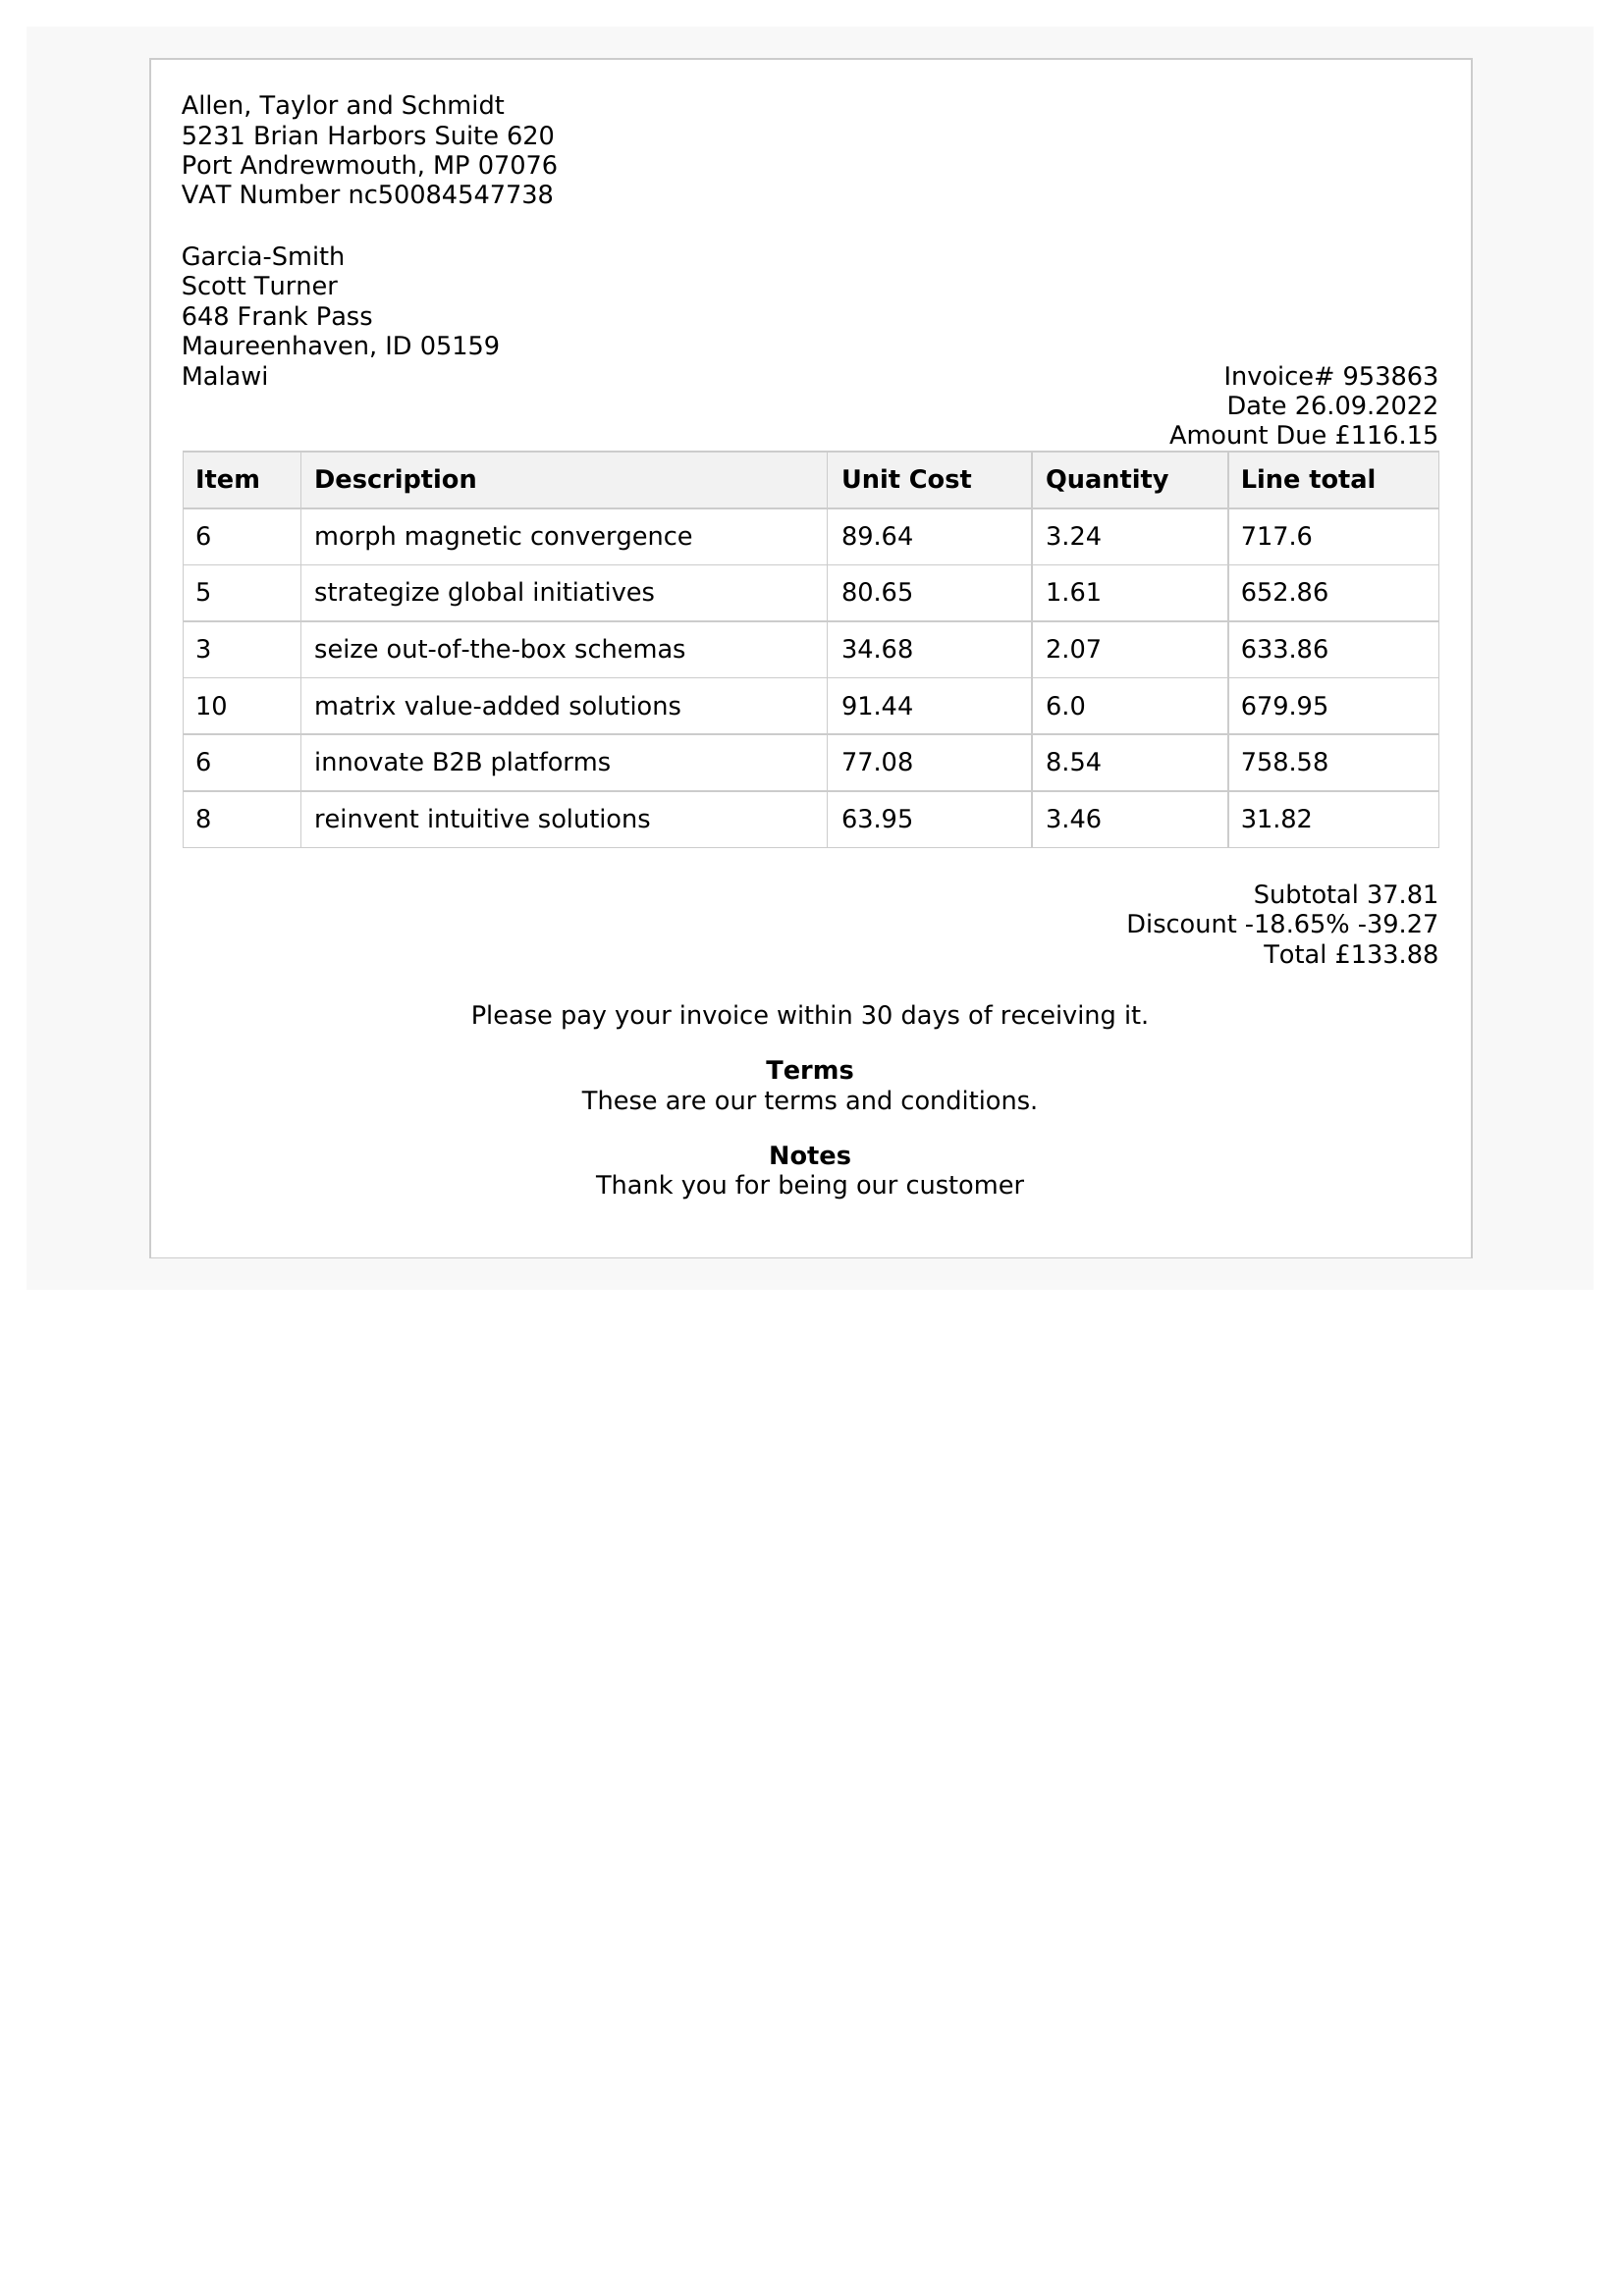 Allen, Taylor and Schmidt
5231 Brian Harbors Suite 620
Port Andrewmouth, MP 07076
VAT Number nc50084547738
Garcia-Smith
Scott Turner
648 Frank Pass
Maureenhaven, ID 05159
Malawi
Invoice# 953863
Date 26.09.2022
Amount Due £116.15
Item Description Unit Cost Quantity Line total
6 morph magnetic convergence 89.64 3.24 717.6
5 strategize global initiatives 80.65 1.61 652.86
3 seize out-of-the-box schemas 34.68 2.07 633.86
10 matrix value-added solutions 91.44 6.0 679.95
6 innovate B2B platforms 77.08 8.54 758.58
8 reinvent intuitive solutions 63.95 3.46 31.82
Subtotal 37.81
Discount -18.65% -39.27
Total £133.88
Please pay your invoice within 30 days of receiving it.
Terms
These are our terms and conditions.
Notes
Thank you for being our customer